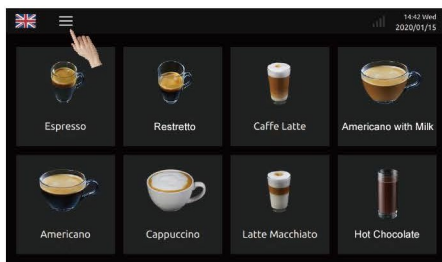 14:42 Wed
2020/01/15
Espresso
Restretto
Caffe Latte
Americano with Milk
Americano
Cappuccino
Latte Macchiato
Hot Chocolate